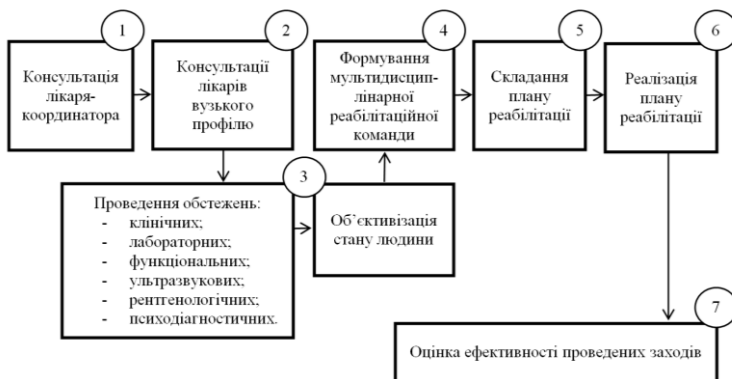 1
Консультація
лікаря-
координатора
2
Консультації
лікарів
вузького
профілю
3
Проведення обстежень:
- клінічних;
- лабораторних;
- функціональних;
- ультразвукових;
- рентгенологічних;
- психодіагностичних.
Об’єктивізація
стану людини
4
Формування
мультидисцип-
лінарної
реабілітаційної
команди
5
Складання
плану
реабілітації
6
Реалізація
плану
реабілітації
7
Оцінка ефективності проведених заходів